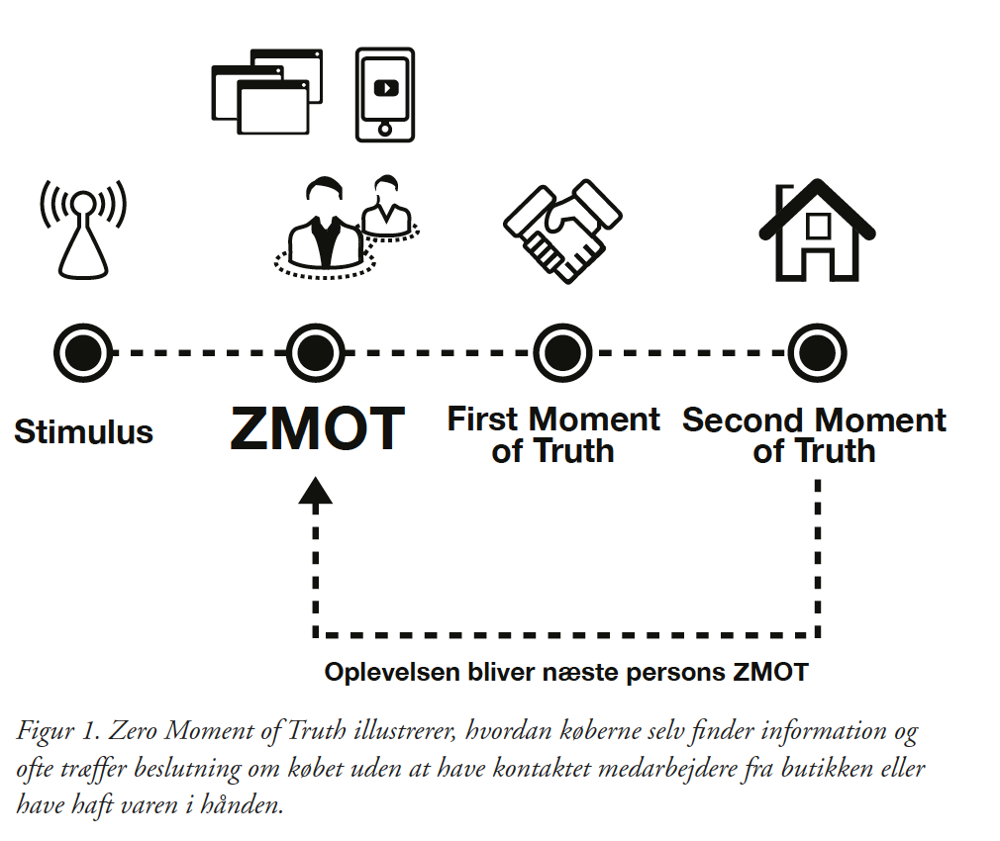 Stimulus
ZMOT
First Moment
of Truth
Second Moment
of Truth
Oplevelsen bliver næste persons ZMOT
Figur 1. Zero Moment of Truth illustrerer, hvordan køberne selv finder information og
ofte træffer beslutning om købet uden at have kontaktet medarbejdere fra butikken eller
have haft varen i hånden.